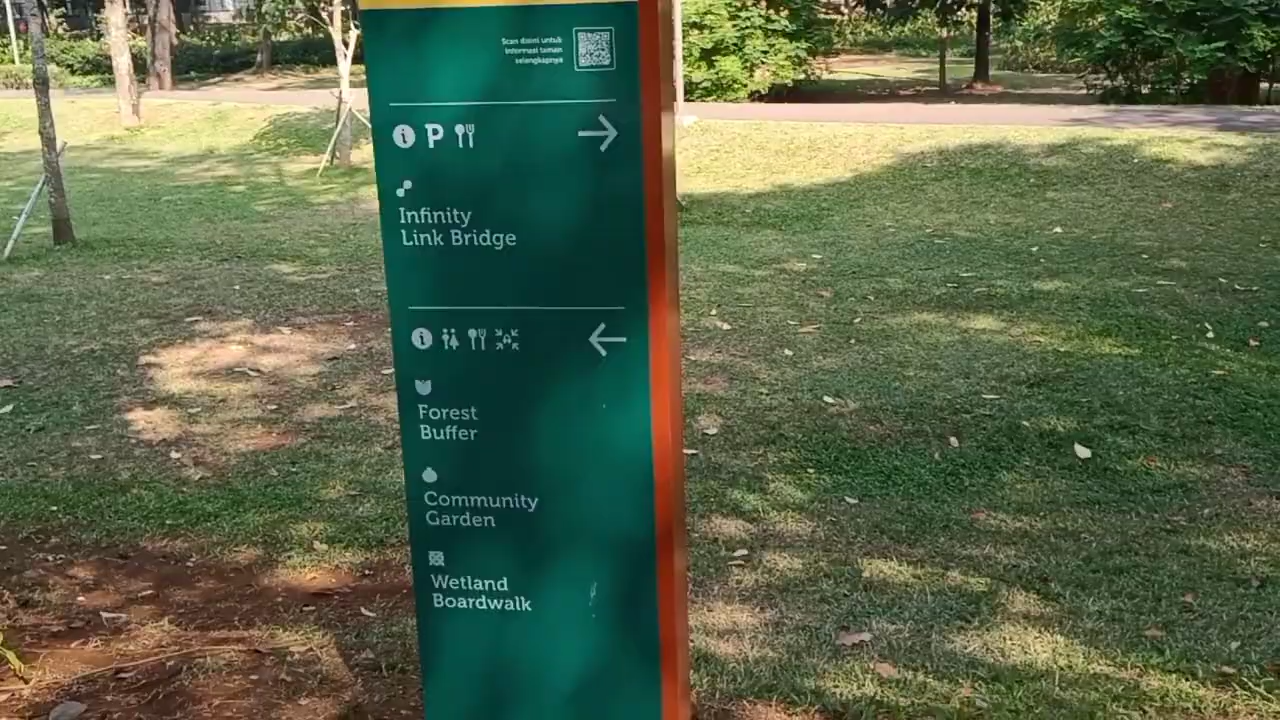 Scan disini untuk
informasi taman
selengkapnya
P
Infinity
Link Bridge
Forest
Buffer
Community
Garden
Wetland
Boardwalk